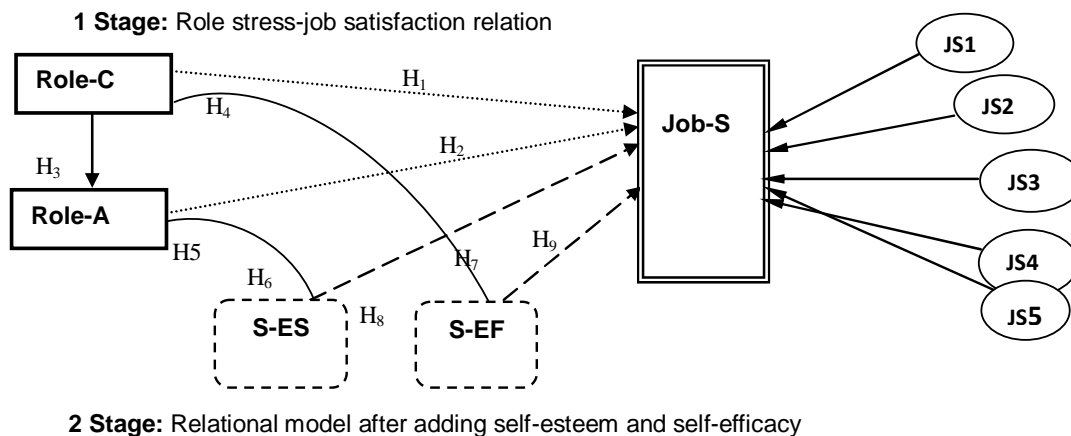 1 Stage: Role stress-job satisfaction relation
Role-C
H1
H4
Job-S
JS1
JS2
H2
H3
JS3
Role-A
H5
H9
H7
H6
JS4
S-ES
H8
S-EF
JS5
2 Stage: Relational model after adding self-esteem and self-efficacy